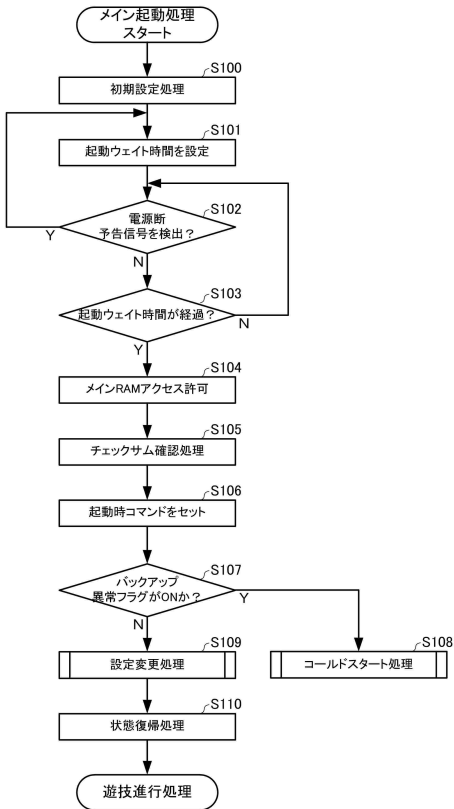 メイン起動処理
スタート
S100
初期設定処理
S101
起動ウェイト時間を設定
S102
電源断
予告信号を検出？
Y
N
S103
起動ウェイト時間が経過？
N
Y
S104
メインRAMアクセス許可
S105
チェックサム確認処理
S106
起動時コマンドをセット
S107
バックアップ
異常フラグがONか？
Y
N
S108
コールドスタート処理
S109
設定変更処理
S110
状態復帰処理
遊技進行処理